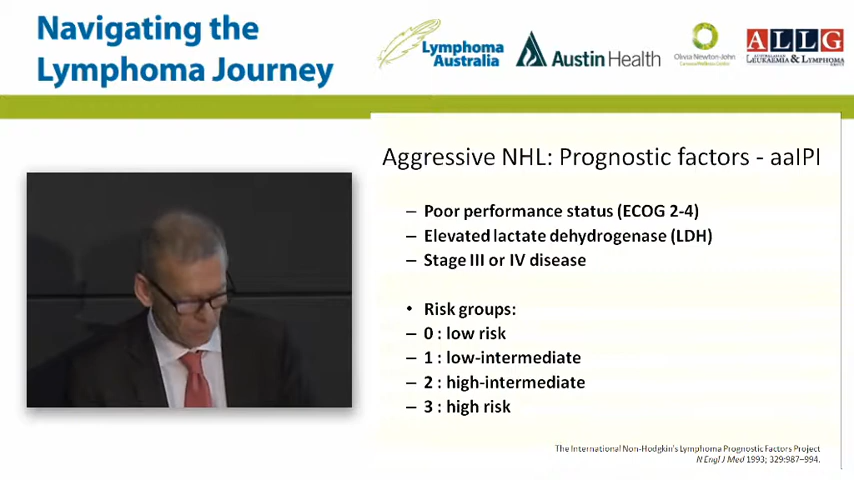 Navigating the
Lymphoma Journey
Lymphoma
Australia
Austin Health
Olivia Newton-John
ALLG
LEUKAEMIA & LYMPHOMA
Aggressive NHL: Prognostic factors - aaIPI
– Poor performance status (ECOG 2-4)
– Elevated lactate dehydrogenase (LDH)
– Stage III or IV disease
• Risk groups:
– 0 : low risk
– 1 : low-intermediate
– 2 : high-intermediate
– 3 : high risk
The International Non-Hodgkin's Lymphoma Prognostic Factors Project
N Engl J Med 1993; 329:987–994.